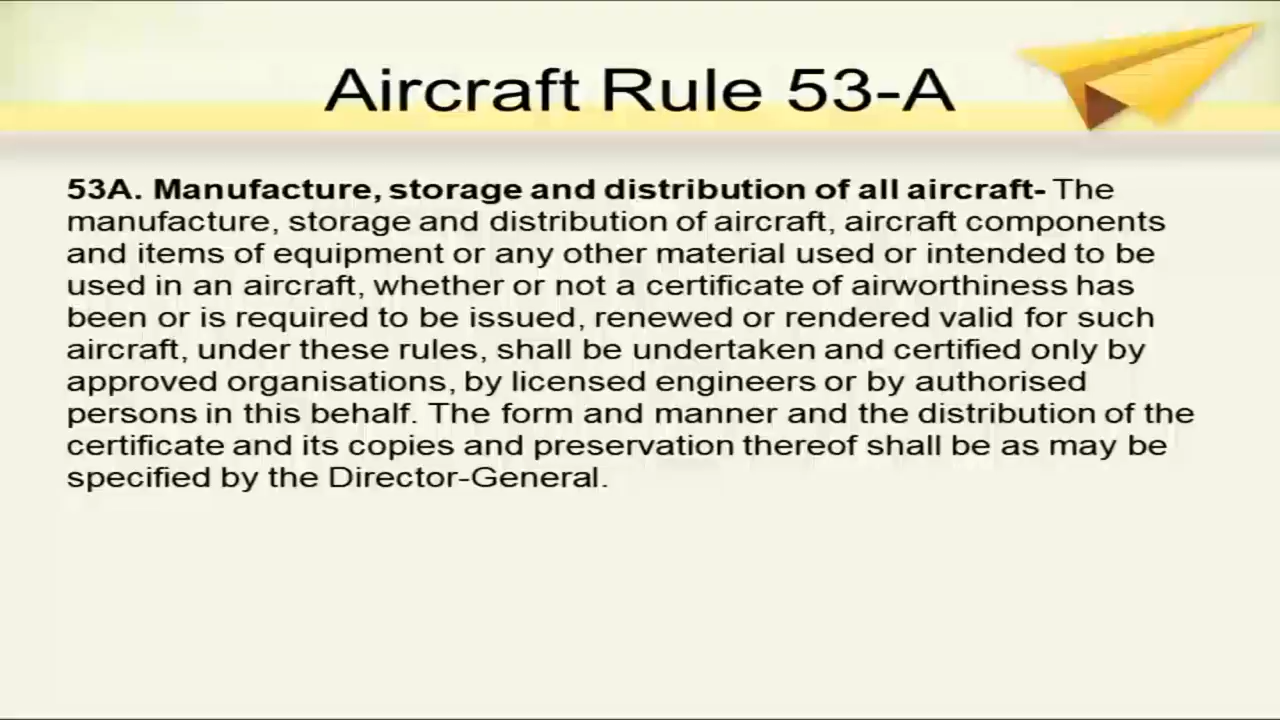 Aircraft Rule 53-A
53A. Manufacture, storage and distribution of all aircraft- The
manufacture, storage and distribution of aircraft, aircraft components
and items of equipment or any other material used or intended to be
used in an aircraft, whether or not a certificate of airworthiness has
been or is required to be issued, renewed or rendered valid for such
aircraft, under these rules, shall be undertaken and certified only by
approved organisations, by licensed engineers or by authorised
persons in this behalf. The form and manner and the distribution of the
certificate and its copies and preservation thereof shall be as may be
specified by the Director-General.